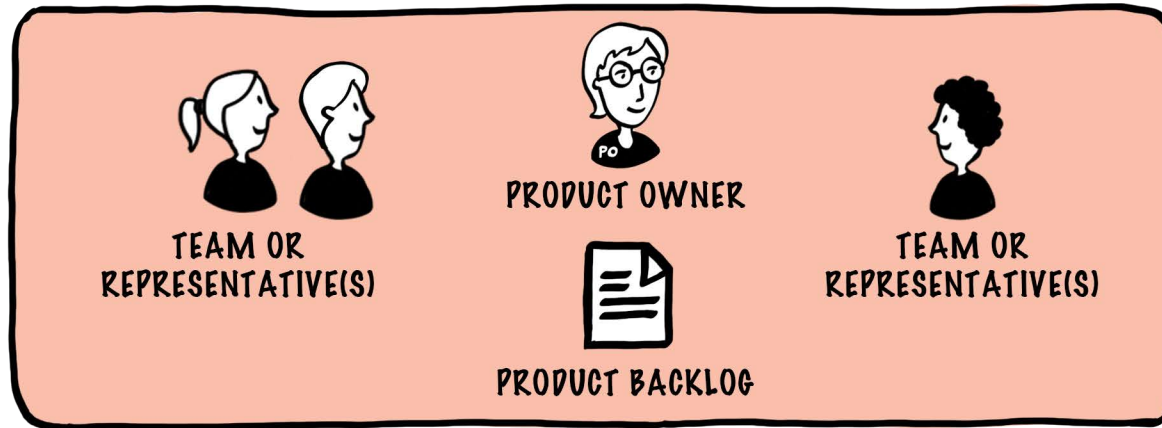 PO
PRODUCT OWNER
TEAM OR
REPRESENTATIVE(S)
TEAM OR
REPRESENTATIVE(S)
PRODUCT BACKLOG